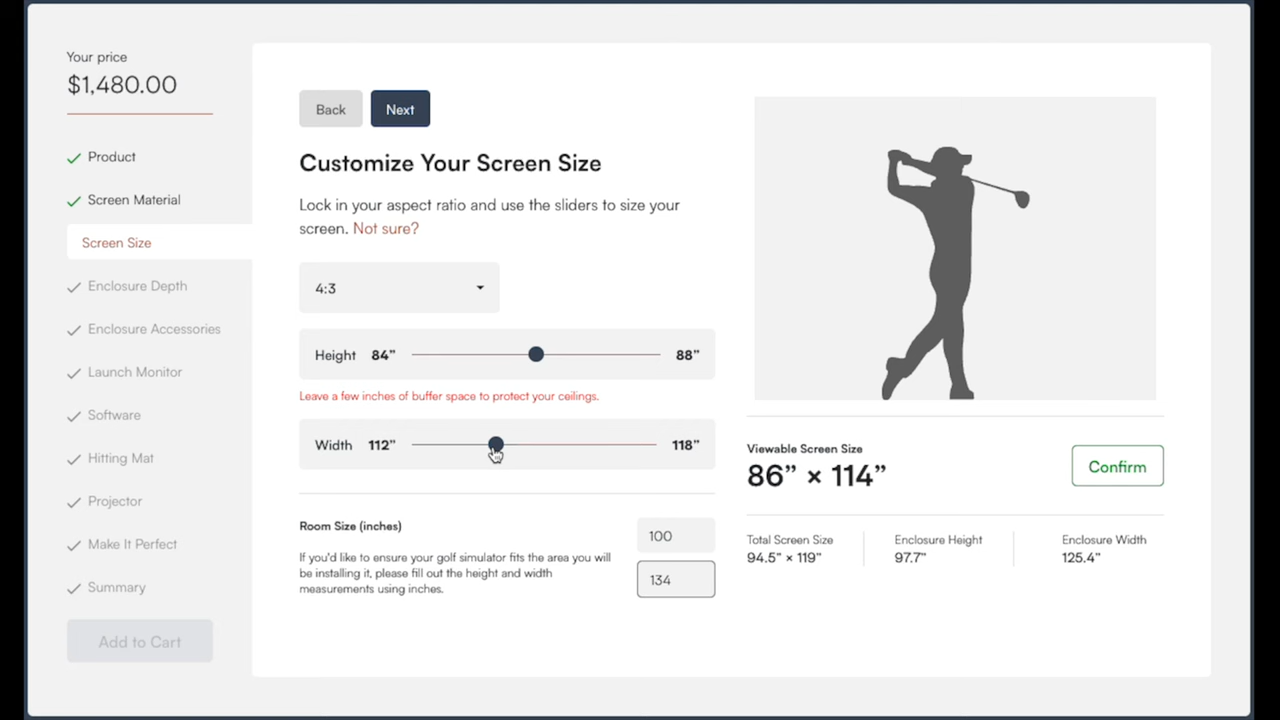 Your price
$1,480.00
Product
Screen Material
Screen Size
Enclosure Depth
Enclosure Accessories
Launch Monitor
Software
Hitting Mat
Projector
Make It Perfect
Summary
Add to Cart
Back
Next
Customize Your Screen Size
Lock in your aspect ratio and use the sliders to size your
screen. Not sure?
4:3
Height 84” 88”
Leave a few inches of buffer space to protect your ceilings.
Width 112” 118”
Room Size (inches)
If you'd like to ensure your golf simulator fits the area you will
be installing it, please fill out the height and width
measurements using inches.
100
134
Viewable Screen Size
86” × 114”
Confirm
Total Screen Size
94.5" × 119"
Enclosure Height
97.7"
Enclosure Width
125.4"